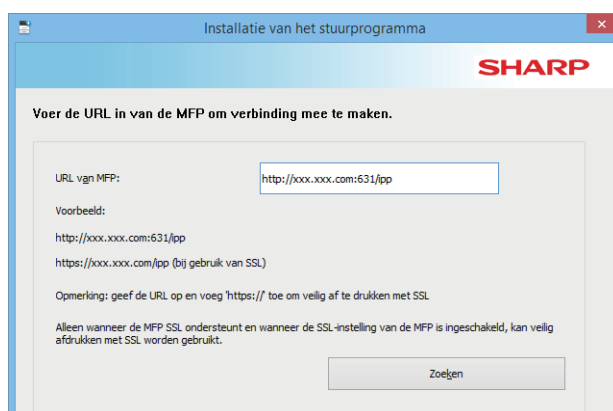 Installatie van het stuurprogramma
SHARP
Voer de URL in van de MFP om verbinding mee te maken.
URL van MFP:
http://xxx.xxx.com:631/ipp
Voorbeeld:
http://xxx.xxx.com:631/ipp
https://xxx.xxx.com/ipp (bij gebruik van SSL)
Opmerking: geef de URL op en voeg 'https://' toe om veilig af te drukken met SSL
Alleen wanneer de MFP SSL ondersteunt en wanneer de SSL-instelling van de MFP is ingeschakeld, kan veilig
afdrukken met SSL worden gebruikt.
Zoeken